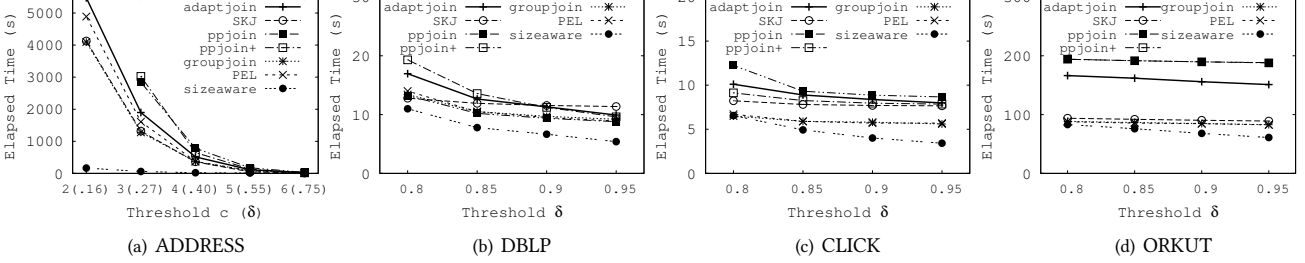 5000
4000
3000
2000
1000
0
Elapsed Time (s)
adaptjoin
SKJ
ppjoin
ppjoin+
groupjoin
PEL
sizeaware
2(.16) 3(.27) 4(.40) 5(.55) 6(.75)
Threshold c (δ)
(a) ADDRESS
20
10
0
Elapsed Time (s)
adaptjoin groupjoin
SKJ PEL
ppjoin sizeaware
ppjoin+
0.8 0.85 0.9 0.95
Threshold δ
(b) DBLP
20
15
10
5
0
Elapsed Time (s)
adaptjoin groupjoin
SKJ PEL
ppjoin sizeaware
ppjoin+
0.8 0.85 0.9 0.95
Threshold δ
(c) CLICK
200
100
0
Elapsed Time (s)
adaptjoin groupjoin
SKJ PEL
ppjoin sizeaware
ppjoin+
0.8 0.85 0.9 0.95
Threshold δ
(d) ORKUT